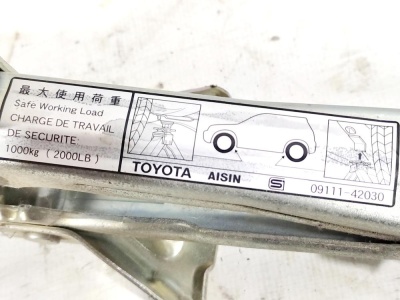 最大使用荷重
Safe Working Load
CHARGE DE TRAVAIL
DE SECURITE
1000kg (2000LB)
TOYOTA AISIN S 09111-42030